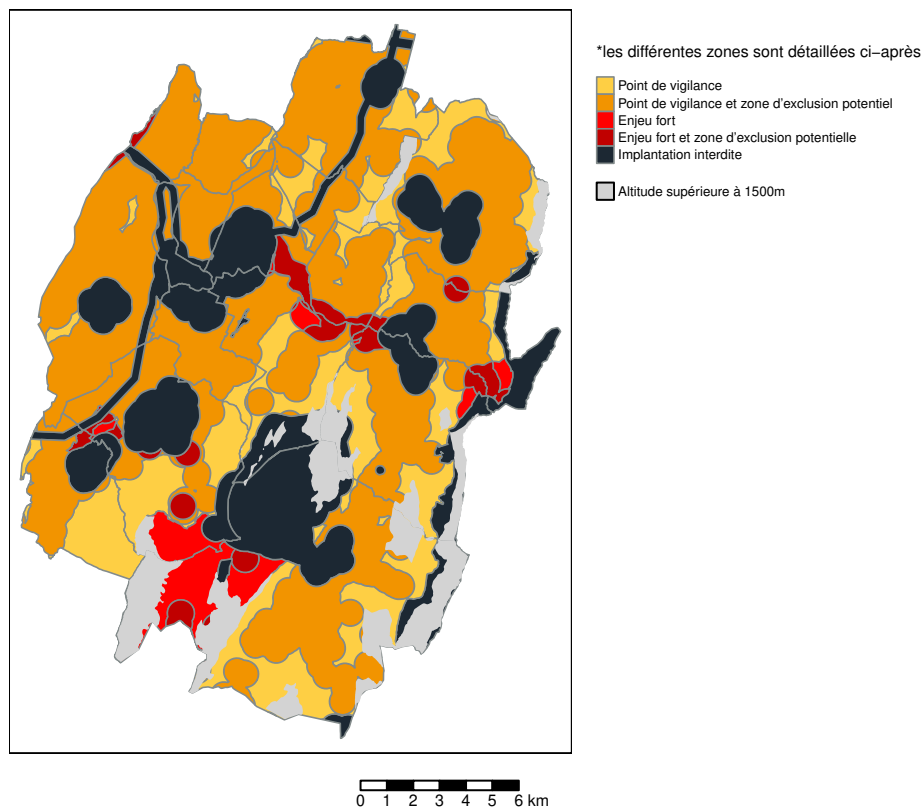 *les différentes zones sont détaillées ci−après
Point de vigilance
Point de vigilance et zone d'exclusion potentiel
Enjeu fort
Enjeu fort et zone d'exclusion potentielle
Implantation interdite
Altitude supérieure à 1500m
0 1 2 3 4 5 6 km